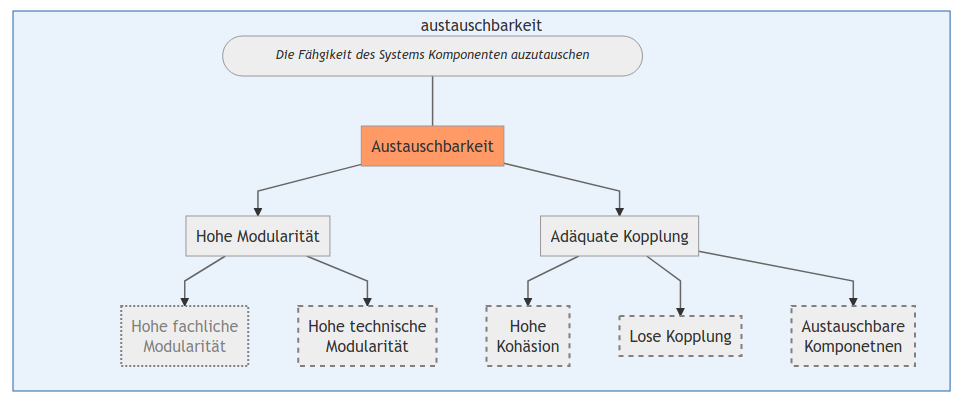 austauschbarkeit
Die Fähgikeit des Systems Komponenten auzutauschen
Austauschbarkeit
Hohe Modularität
Adäquate Kopplung
Hohe fachliche
Modularität
Hohe technische
Modularität
Hohe
Kohäsion
Lose Kopplung
Austauschbare
Komponetnen